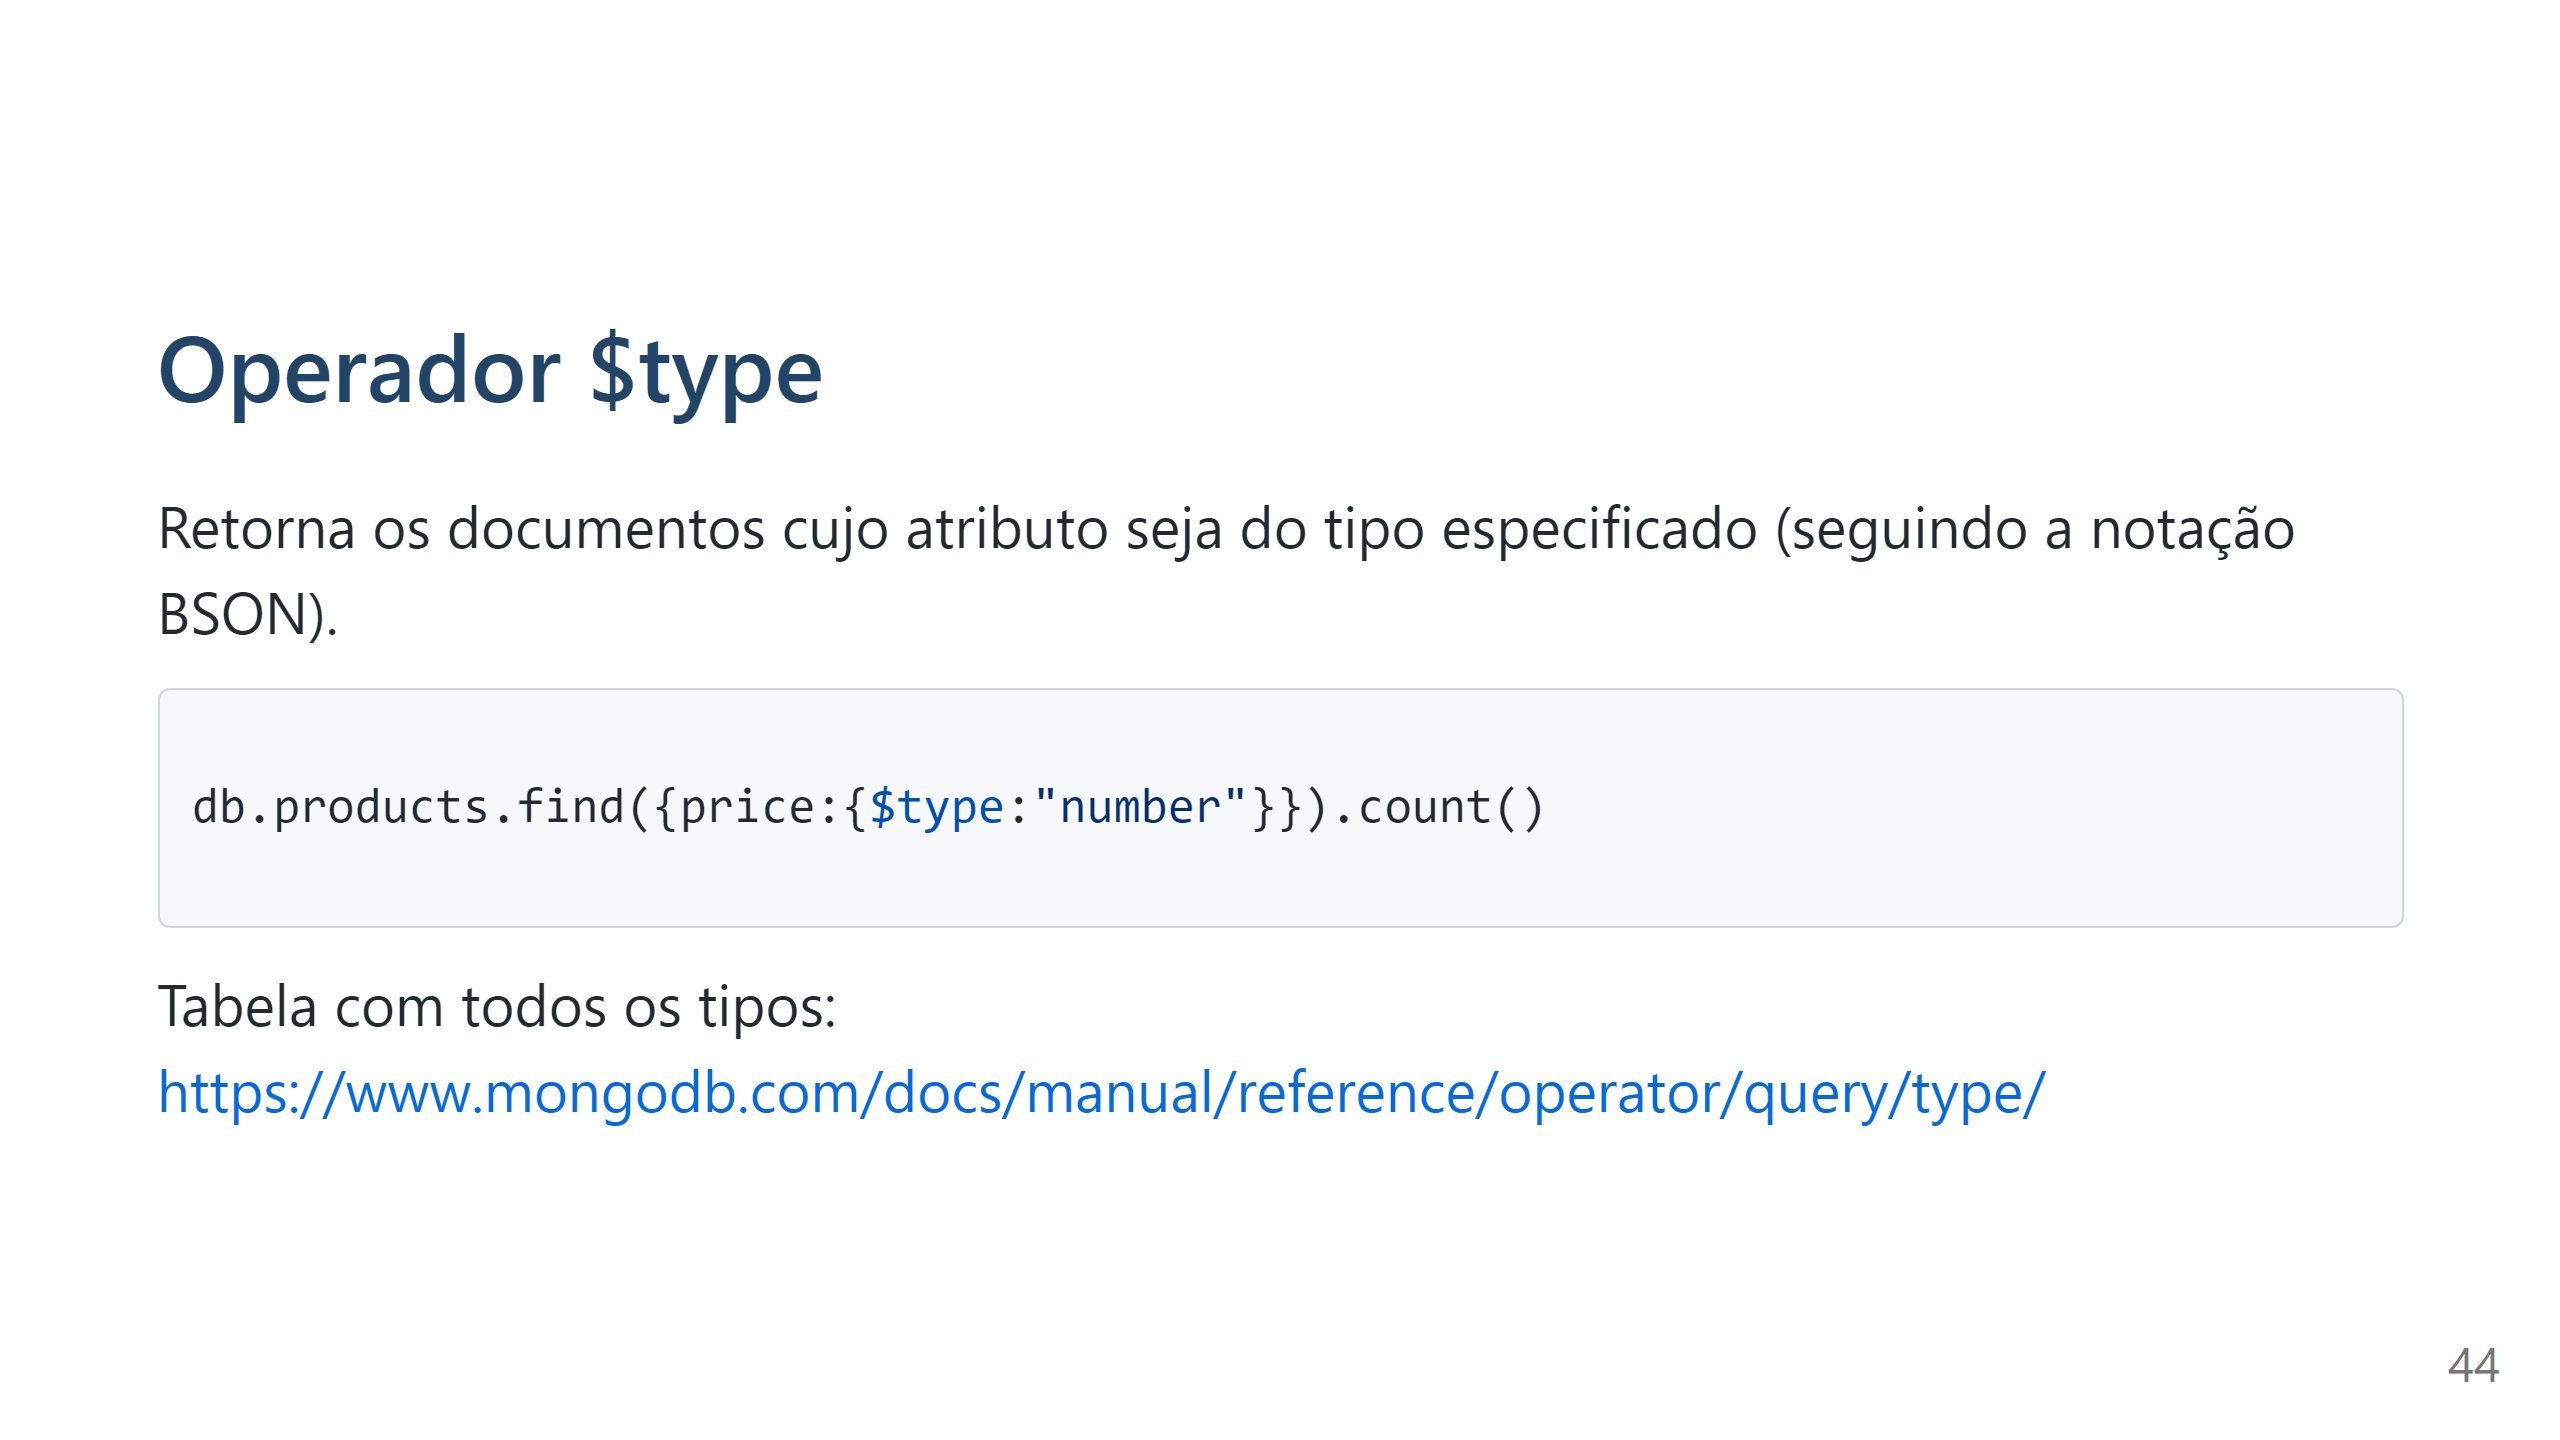 Operador $type
Retorna os documentos cujo atributo seja do tipo especificado (seguindo a notação
BSON).
db.products.find({price:{$type:"number"}}).count()
Tabela com todos os tipos:
https://www.mongodb.com/docs/manual/reference/operator/query/type/
44